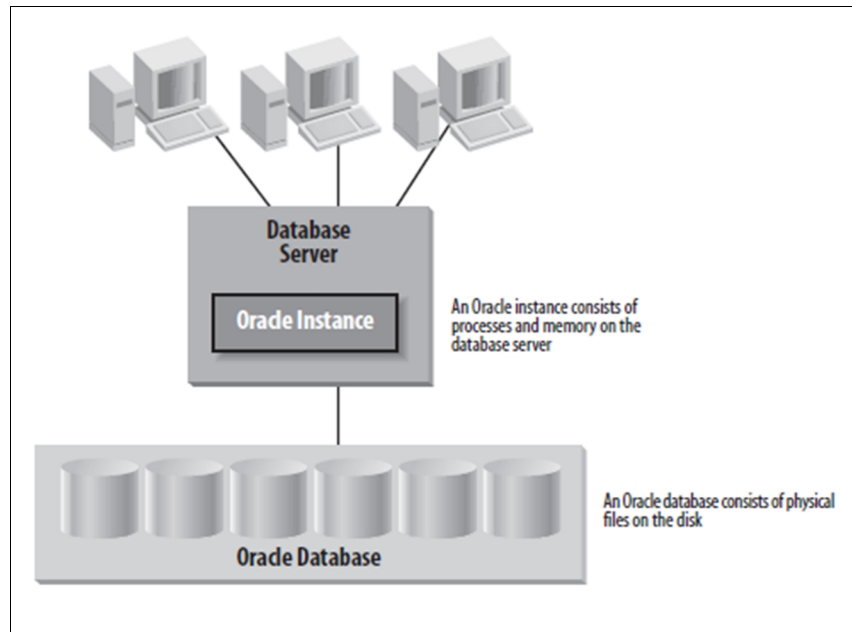 Database
Server
Oracle Instance
An Oracle instance consists of
processes and memory on the
database server
An Oracle database consists of physical
files on the disk
Oracle Database